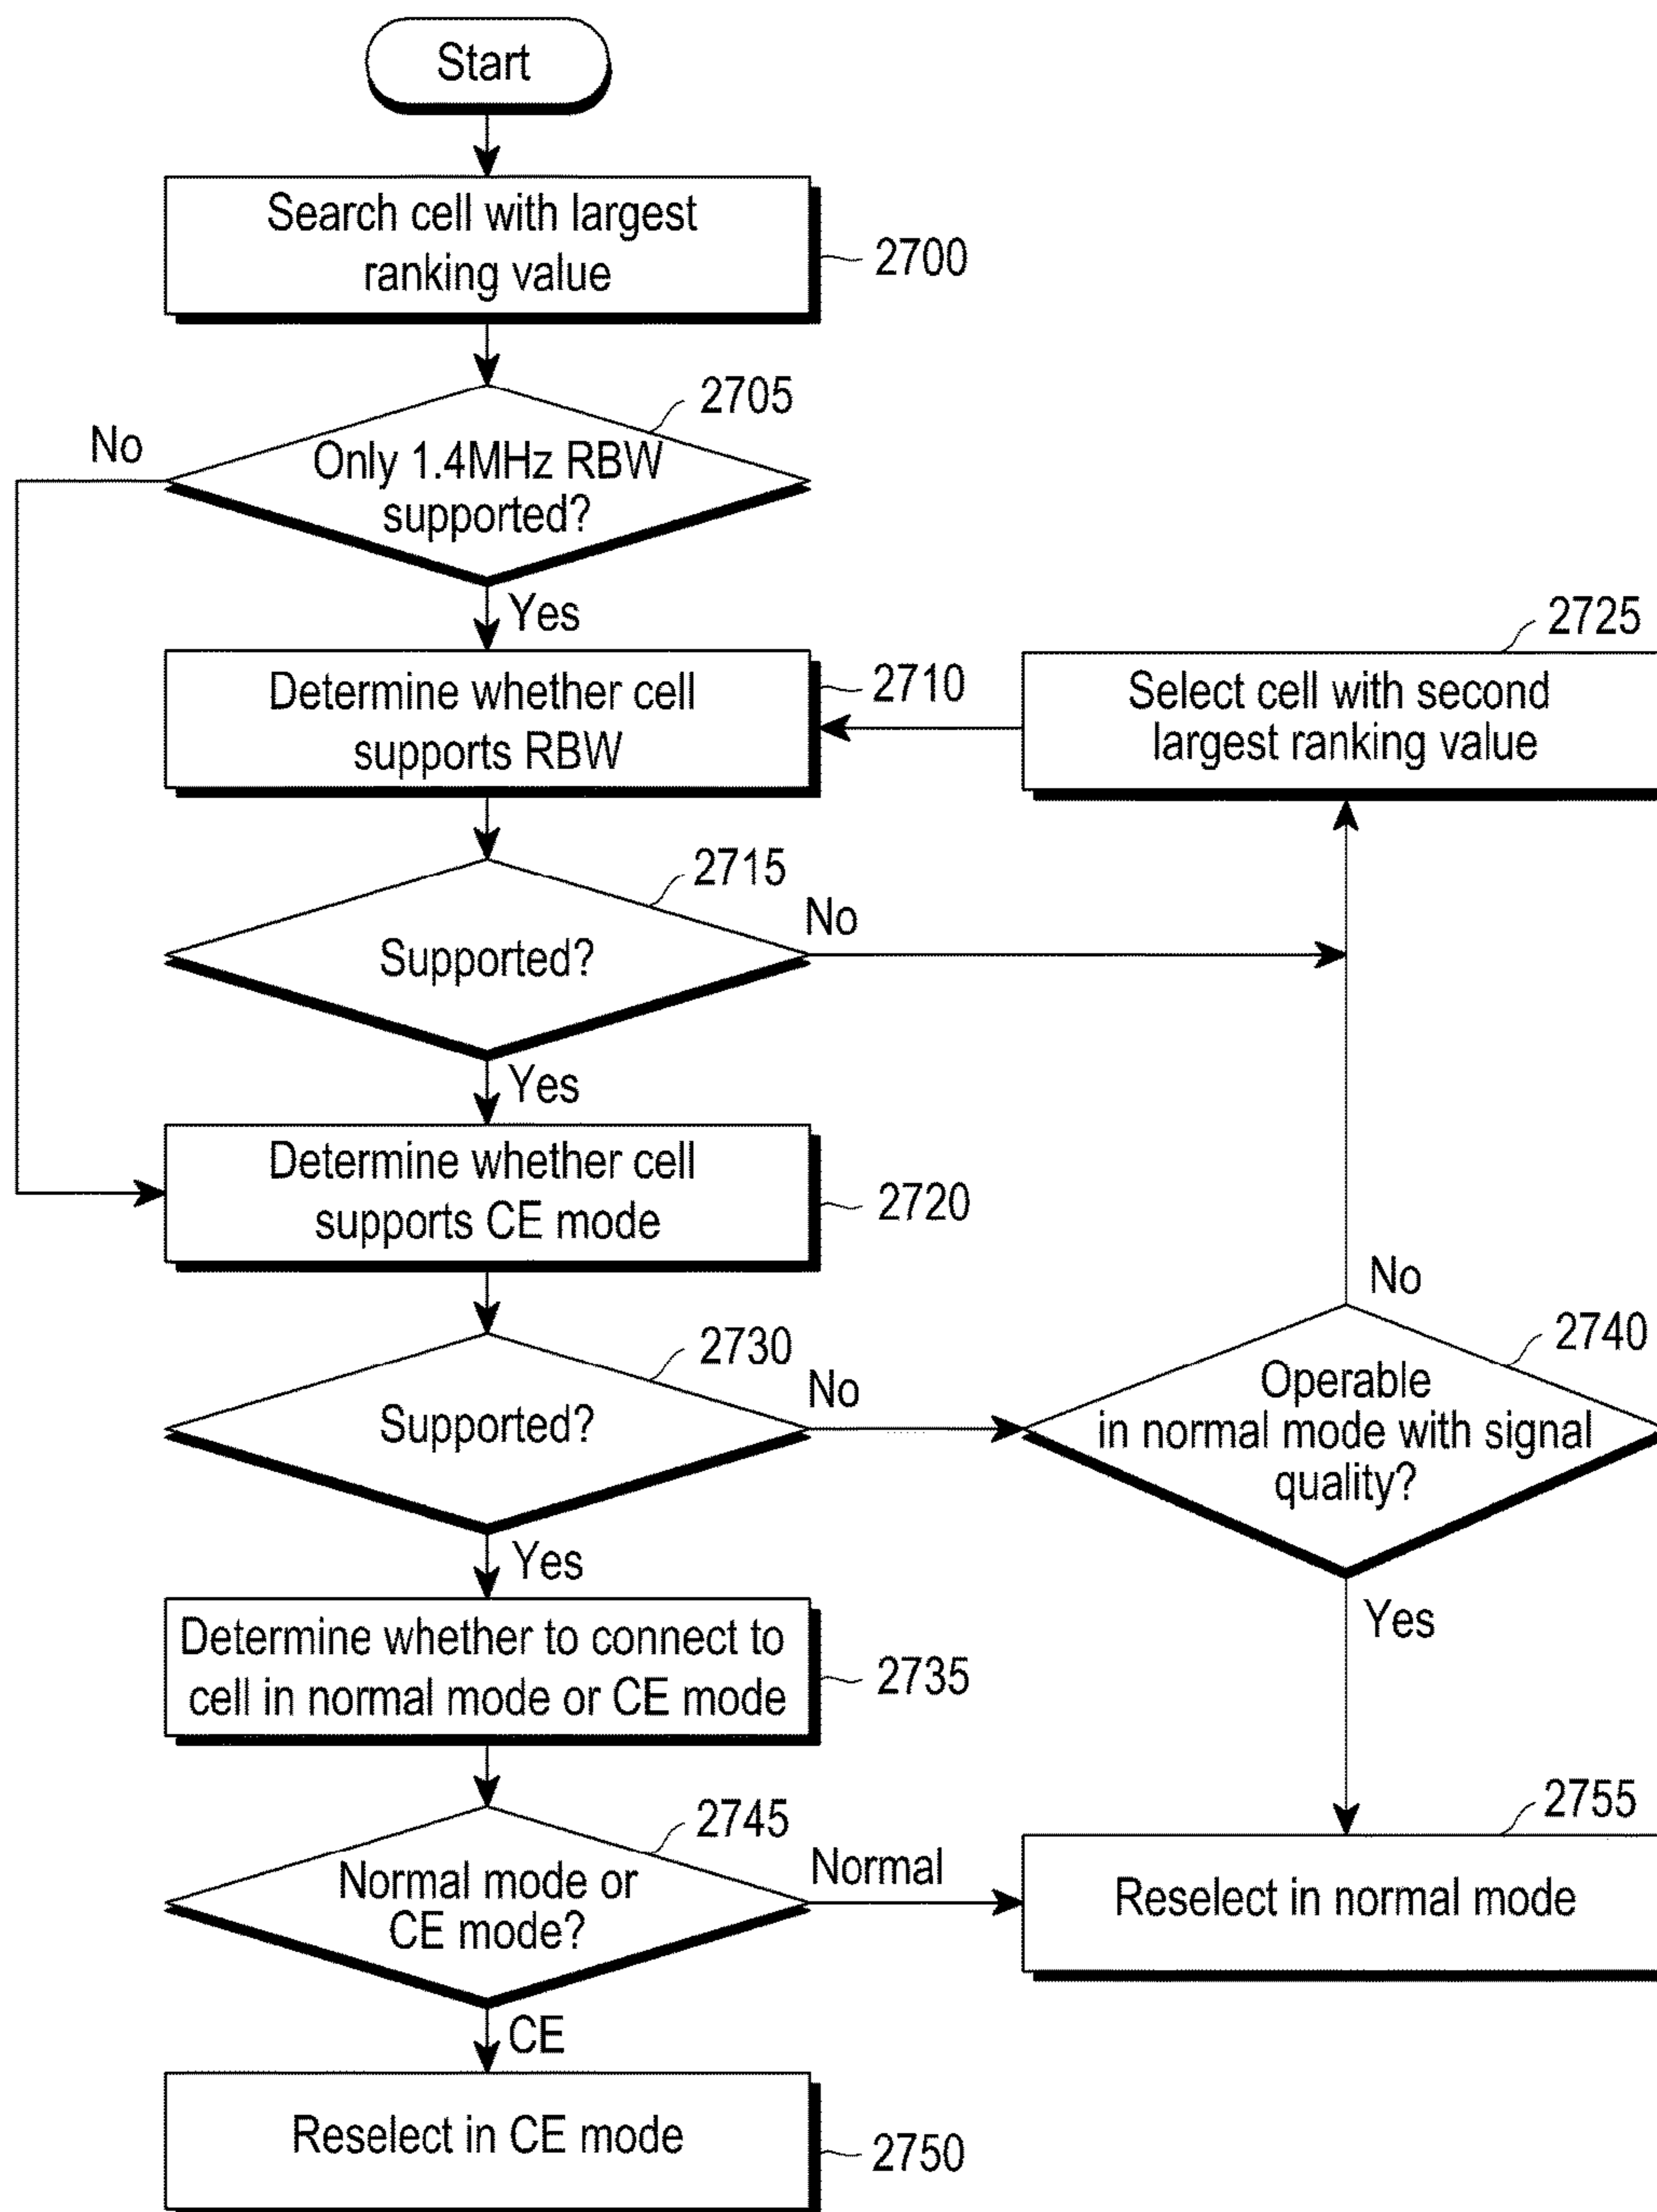 Start
Search cell with largest
ranking value
2700
2705
No
Only 1.4MHz RBW
supported?
Yes
Determine whether cell
supports RBW
2710
2725
Select cell with second
largest ranking value
2715
No
Supported?
Yes
Determine whether cell
supports CE mode
2720
2730
No
Supported?
No
2740
Operable
in normal mode with signal
quality?
Yes
Yes
Determine whether to connect to
cell in normal mode or CE mode
2735
2745
Normal
Normal mode or
CE mode?
2755
Reselect in normal mode
CE
Reselect in CE mode
2750